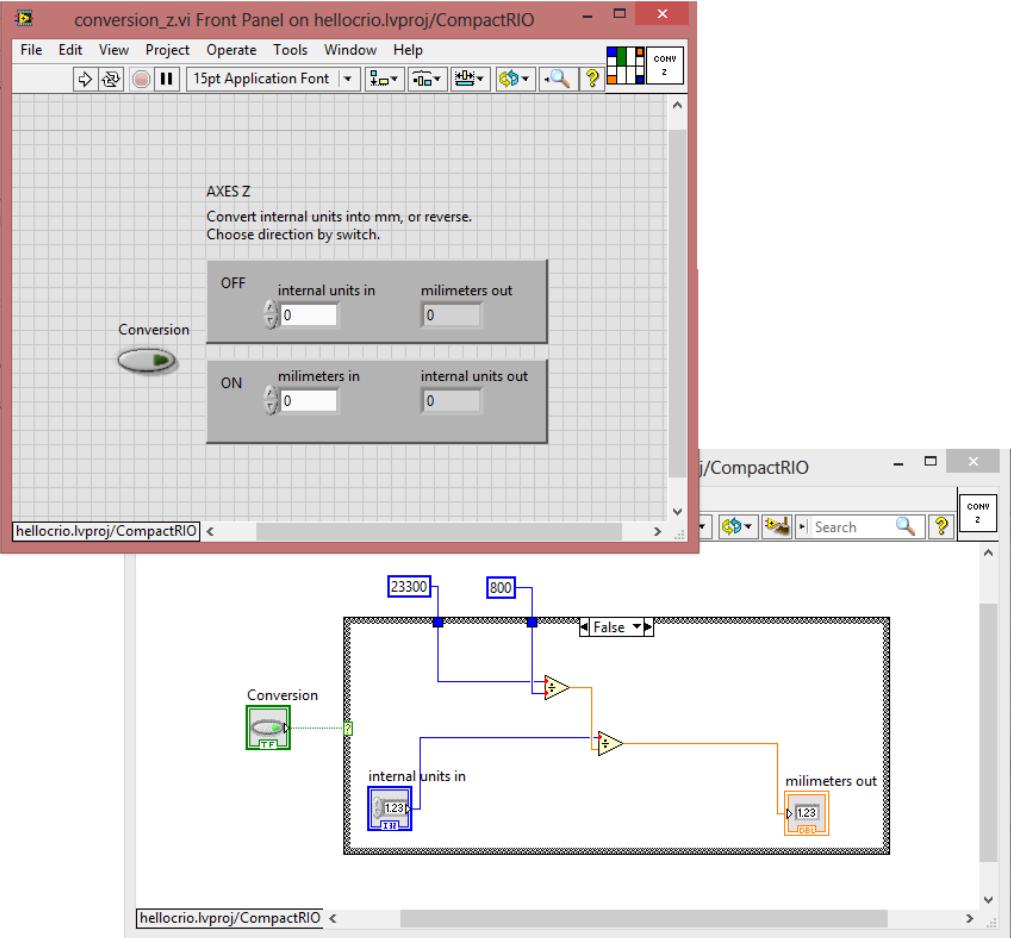 conversion_z.vi Front Panel on hellocrio.lvproj/CompactRIO
File Edit View Project Operate Tools Window Help
15pt Application Font
CONV
Z
AXES Z
Convert internal units into mm, or reverse.
Choose direction by switch.
OFF
internal units in
milimeters out
0
0
Conversion
ON
milimeters in
internal units out
0
0
hellocrio.lvproj/CompactRIO
j/CompactRIO
Search
CONV
Z
23300
800
False
Conversion
TF
?
internal units in
1.23
I32
milimeters out
1.23
DBL
hellocrio.lvproj/CompactRIO